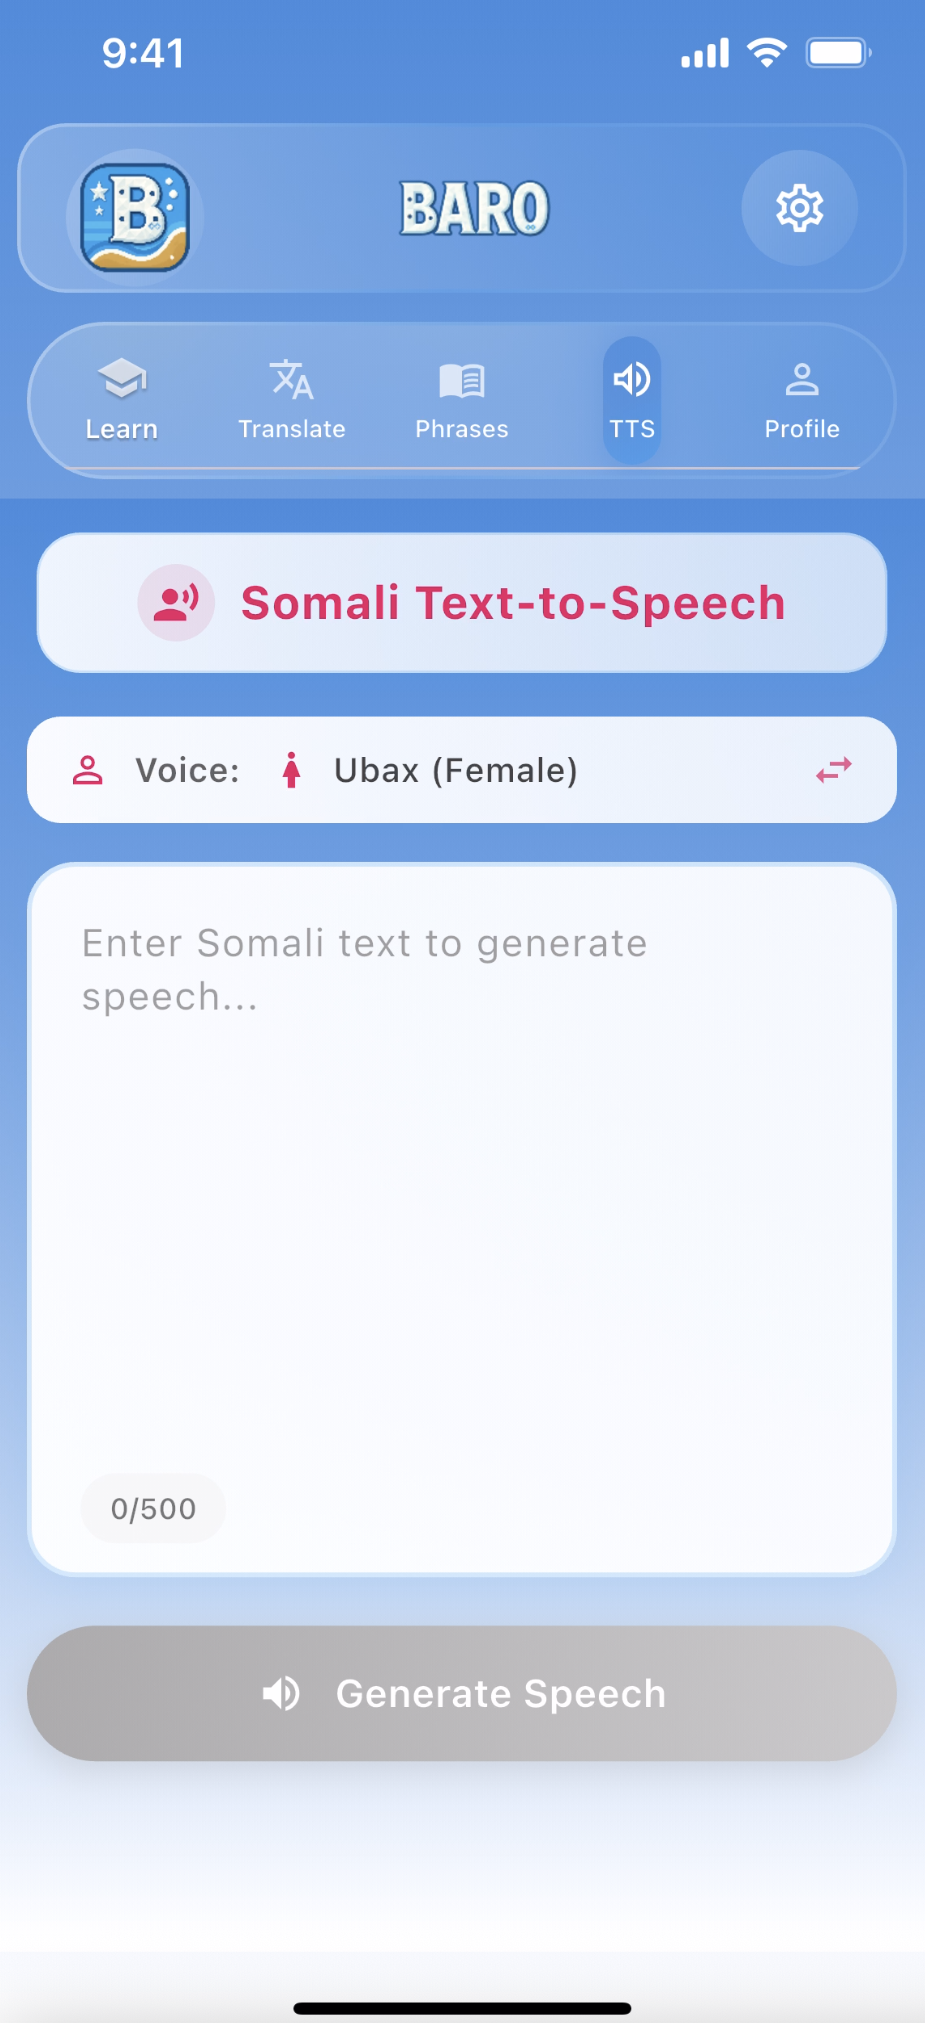 9:41
B
BARO
Learn
Translate
Phrases
TTS
Profile
Somali Text-to-Speech
Voice: Ubax (Female)
Enter Somali text to generate
speech...
0/500
Generate Speech